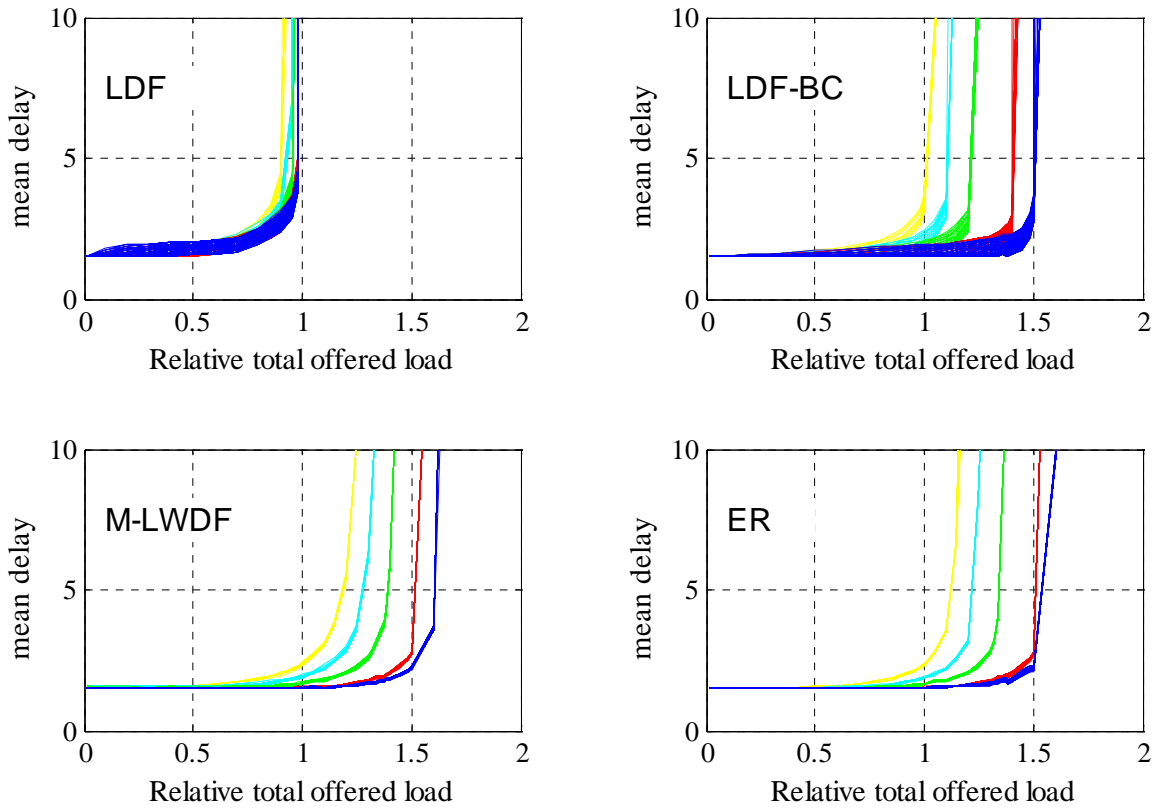 10
LDF
mean delay
5
0
0 0.5 1 1.5 2
Relative total offered load
10
LDF-BC
mean delay
5
0
0 0.5 1 1.5 2
Relative total offered load
10
M-LWDF
mean delay
5
0
0 0.5 1 1.5 2
Relative total offered load
10
ER
mean delay
5
0
0 0.5 1 1.5 2
Relative total offered load